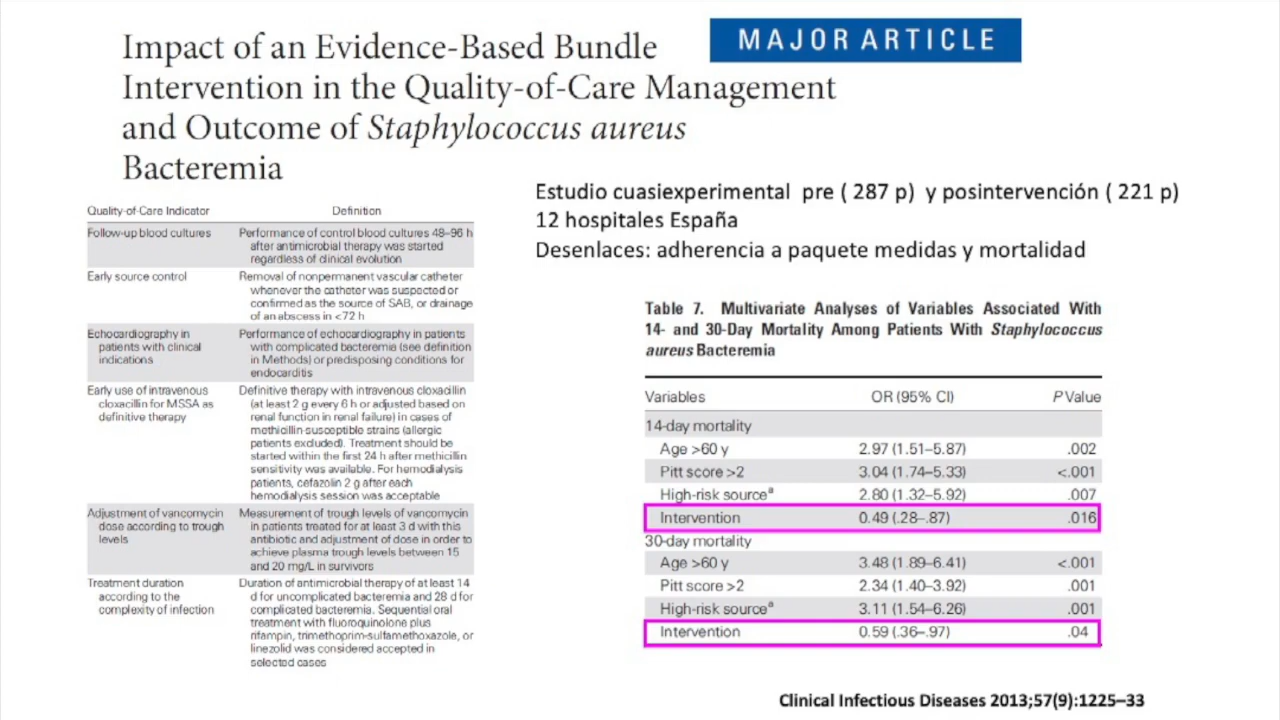 Impact of an Evidence-Based Bundle
Intervention in the Quality-of-Care Management
and Outcome of Staphylococcus aureus
Bacteremia
MAJOR ARTICLE
Estudio cuasiexperimental pre ( 287 p) y posintervención ( 221 p)
12 hospitales España
Desenlaces: adherencia a paquete medidas y mortalidad
Quality-of-Care Indicator Definition
Follow-up blood cultures Performance of control blood cultures 48–96 h
after antimicrobial therapy was started
regardless of clinical evolution
Early source control Removal of nonpermanent vascular catheter
whenever the catheter was suspected or
confirmed as the source of SAB, or drainage
of an abscess in <72 h
Echocardiography in Performance of echocardiography in patients
patients with clinical with complicated bacteremia (see definition
indications in Methods) or predisposing conditions for
endocarditis
Early use of intravenous Definitive therapy with intravenous cloxacillin
cloxacillin for MSSA as (at least 2 g every 6 h or adjusted based on
definitive therapy renal function in renal failure) in cases of
methicillin-susceptible strains (allergic
patients excluded). Treatment should be
started within the first 24 h after methicillin
sensitivity was available. For hemodialysis
patients, cefazolin 2 g after each
hemodialysis session was acceptable
Adjustment of vancomycin Measurement of trough levels of vancomycin
dose according to trough in patients treated for at least 3 d with this
levels antibiotic and adjustment of dose in order to
achieve plasma trough levels between 15
and 20 mg/L in survivors
Treatment duration Duration of antimicrobial therapy of at least 14
according to the d for uncomplicated bacteremia and 28 d for
complexity of infection complicated bacteremia. Sequential oral
treatment with fluoroquinolone plus
rifampin, trimethoprim-sulfamethoxazole, or
linezolid was considered accepted in
selected cases
Table 7. Multivariate Analyses of Variables Associated With
14- and 30-Day Mortality Among Patients With Staphylococcus
aureus Bacteremia
Variables OR (95% CI) P Value
14-day mortality
Age >60 y 2.97 (1.51–5.87) .002
Pitt score >2 3.04 (1.74–5.33) <.001
High-risk sourceª 2.80 (1.32–5.92) .007
Intervention 0.49 (.28–.87) .016
30-day mortality
Age >60 y 3.48 (1.89–6.41) <.001
Pitt score >2 2.34 (1.40–3.92) .001
High-risk sourceª 3.11 (1.54–6.26) .001
Intervention 0.59 (.36–.97) .04
Clinical Infectious Diseases 2013;57(9):1225–33